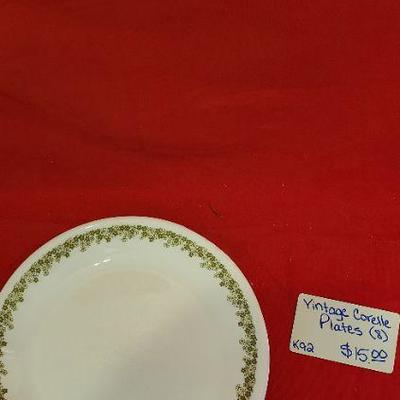 Vintage Corelle
Plates (8)
K92 $15.00